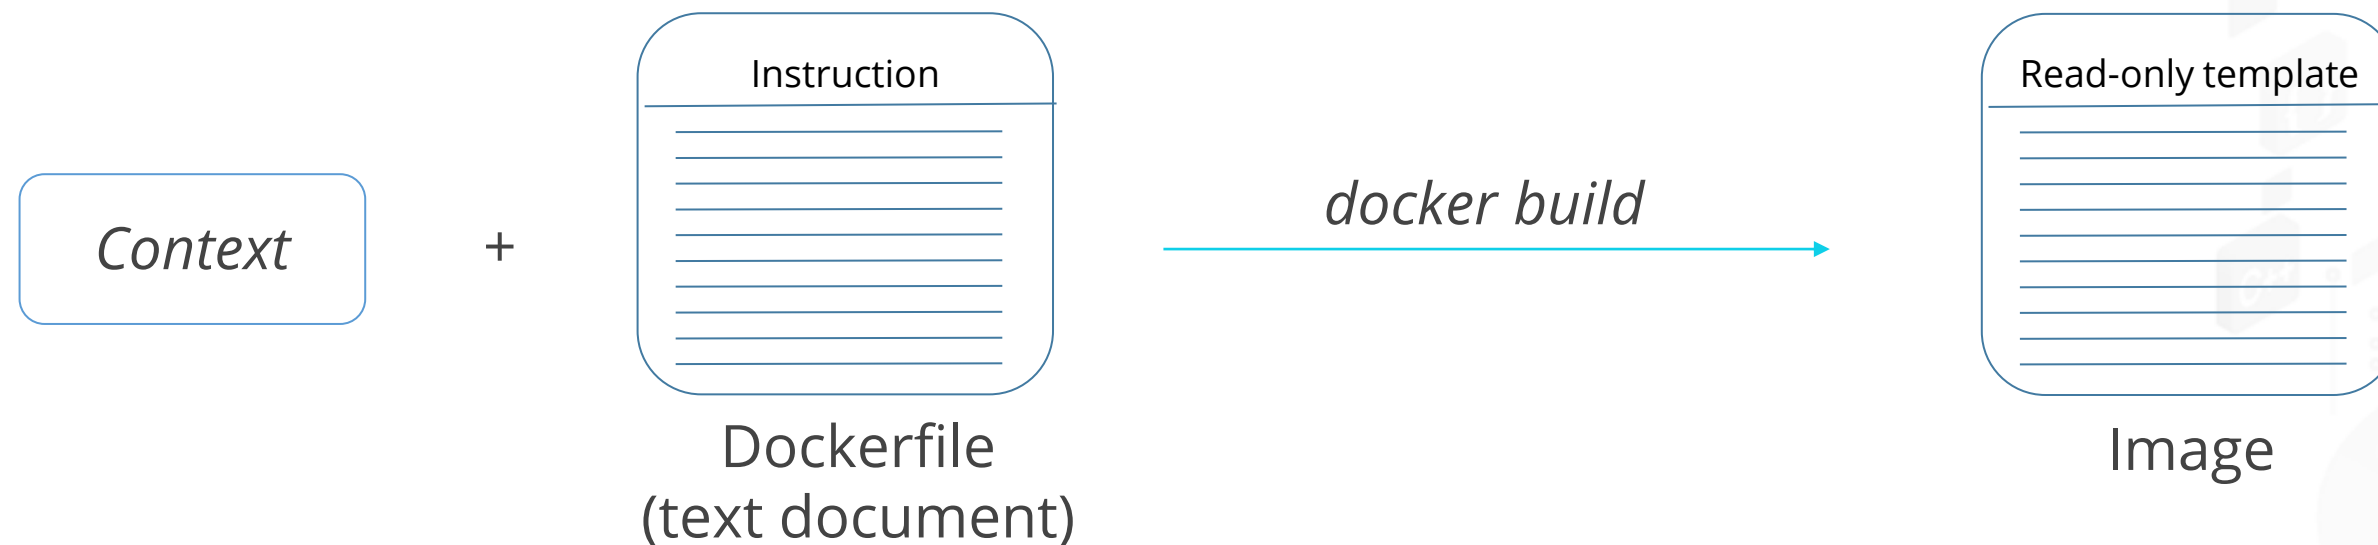 Instruction
Read-only template
docker build
Context
+
Dockerfile
(text document)
Image